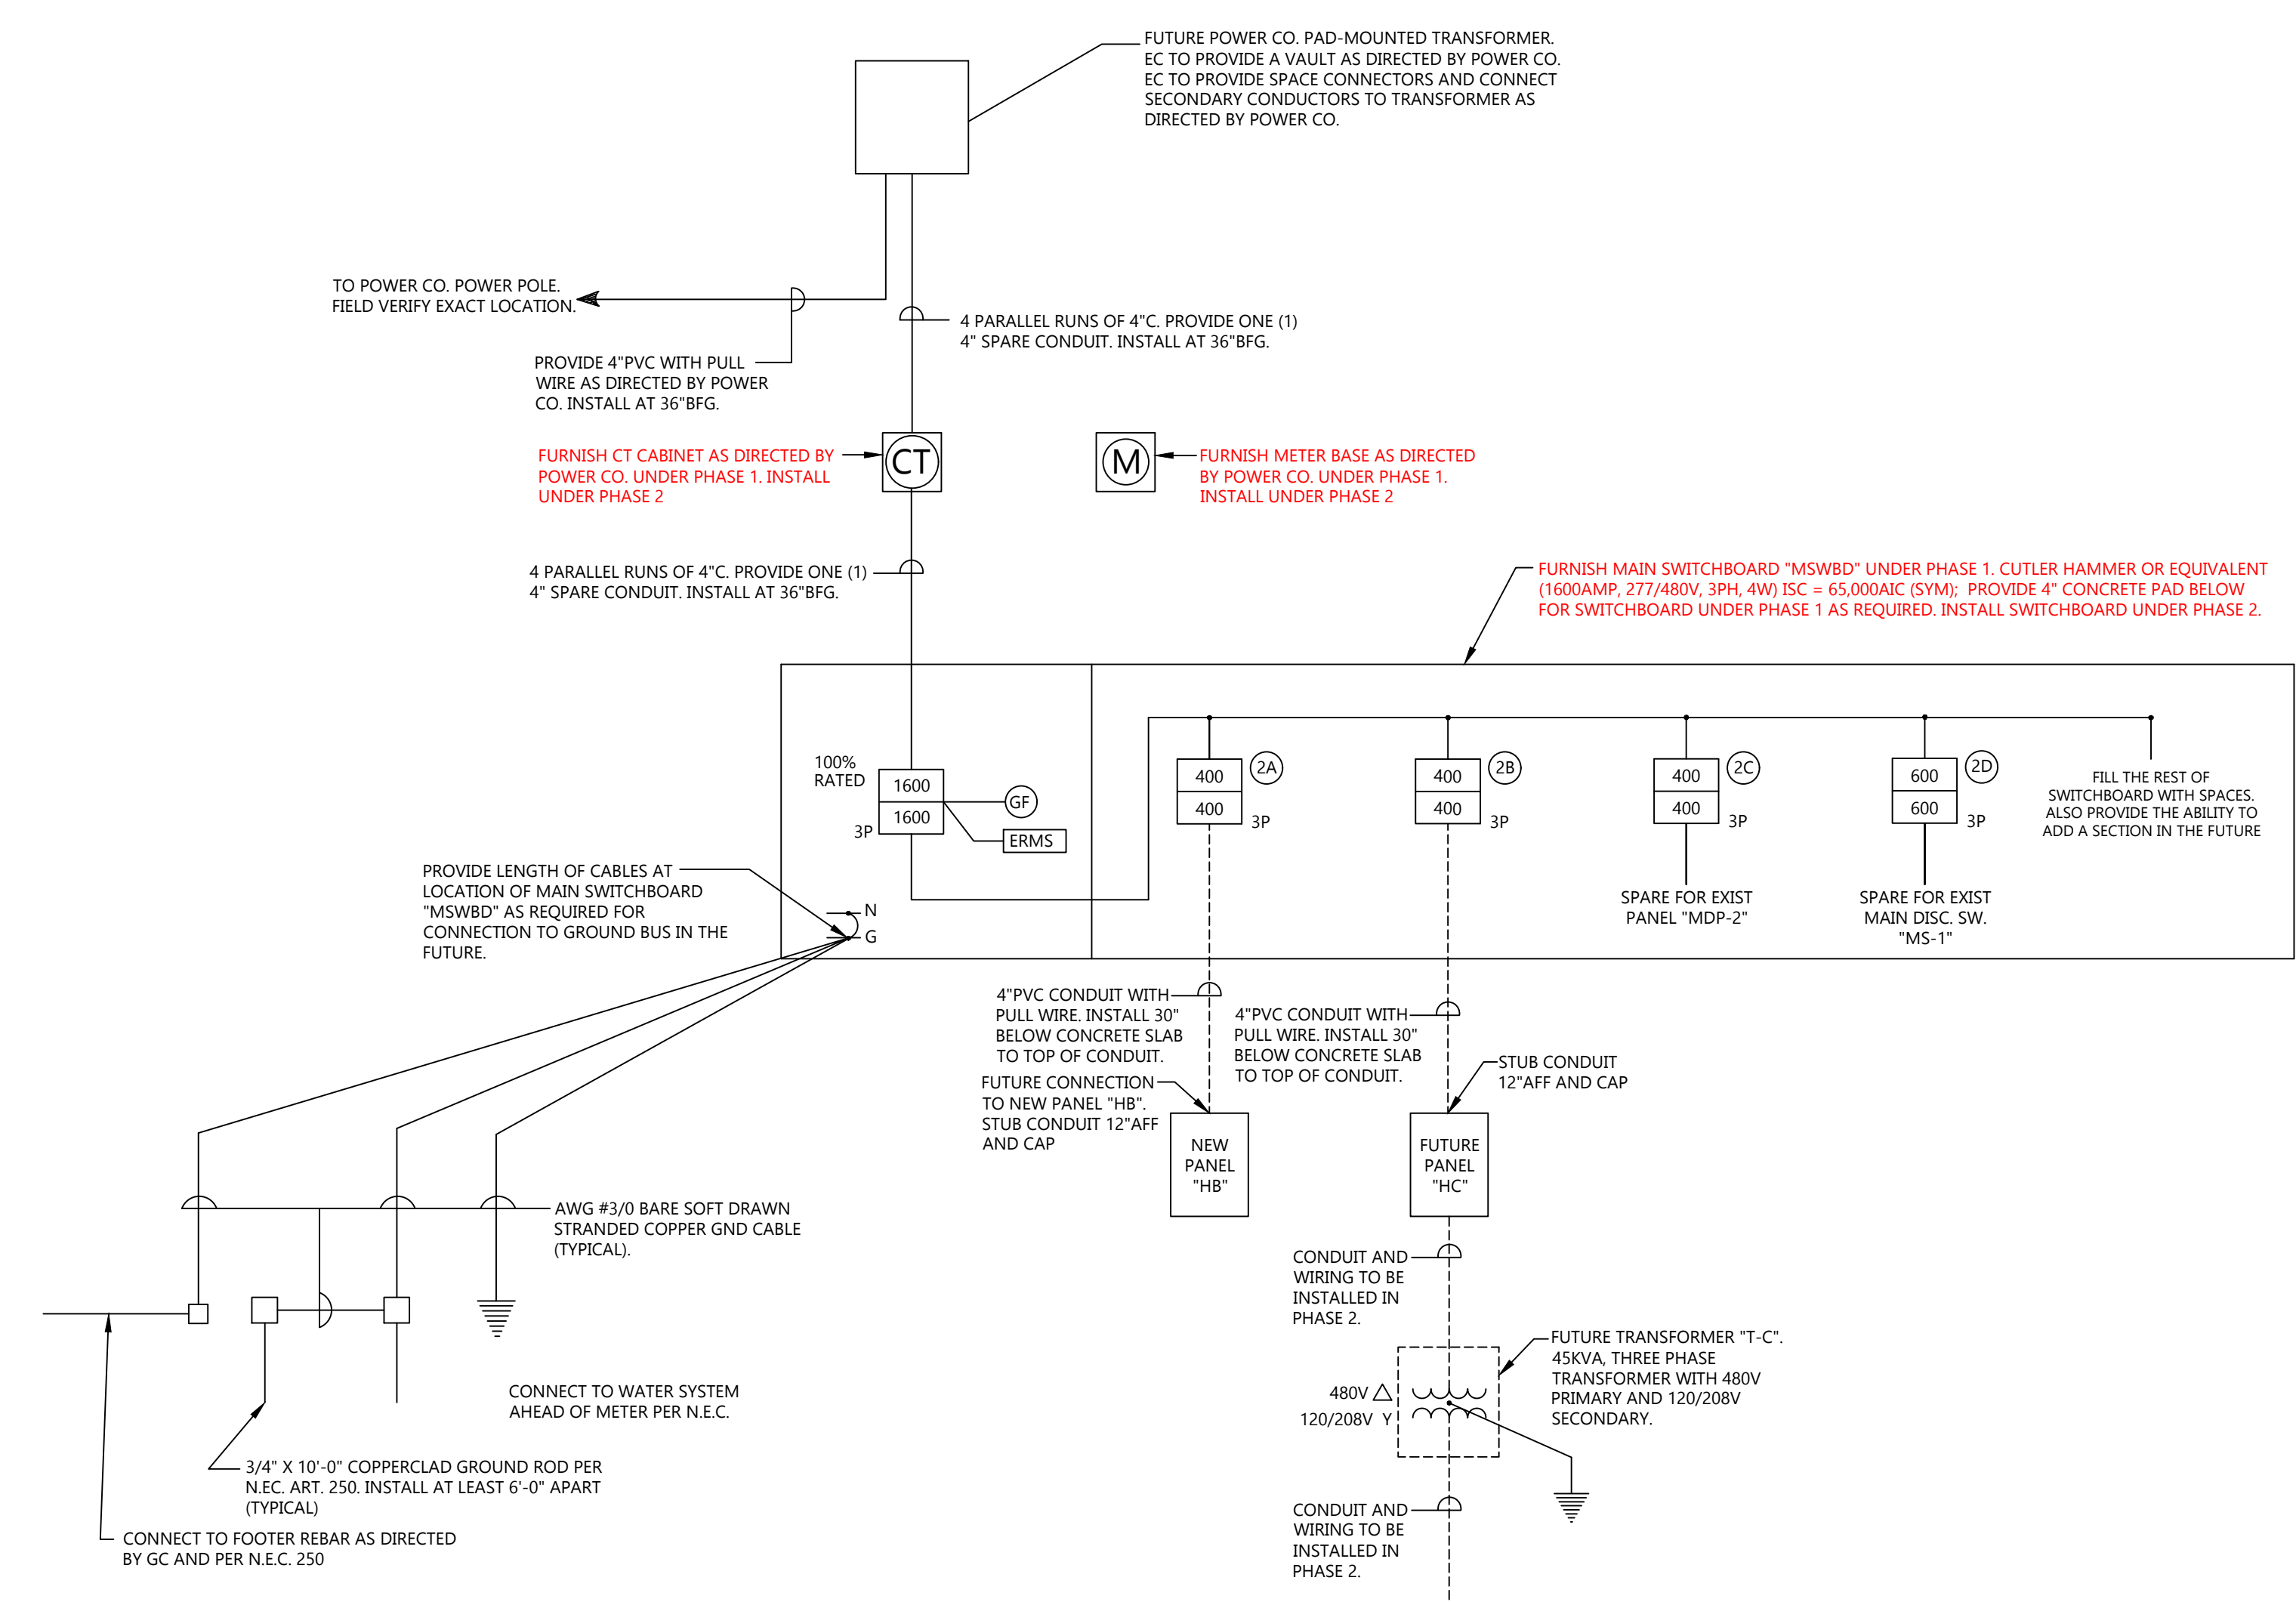 FUTURE POWER CO. PAD-MOUNTED TRANSFORMER.
EC TO PROVIDE A VAULT AS DIRECTED BY POWER CO.
EC TO PROVIDE SPACE CONNECTORS AND CONNECT
SECONDARY CONDUCTORS TO TRANSFORMER AS
DIRECTED BY POWER CO.
TO POWER CO. POWER POLE.
FIELD VERIFY EXACT LOCATION.
4 PARALLEL RUNS OF 4"C. PROVIDE ONE (1)
4" SPARE CONDUIT. INSTALL AT 36"BFG.
PROVIDE 4"PVC WITH PULL
WIRE AS DIRECTED BY POWER
CO. INSTALL AT 36"BFG.
FURNISH CT CABINET AS DIRECTED BY
POWER CO. UNDER PHASE 1. INSTALL
UNDER PHASE 2
CT
M
FURNISH METER BASE AS DIRECTED
BY POWER CO. UNDER PHASE 1.
INSTALL UNDER PHASE 2
4 PARALLEL RUNS OF 4"C. PROVIDE ONE (1)
4" SPARE CONDUIT. INSTALL AT 36"BFG.
FURNISH MAIN SWITCHBOARD "MSWBD" UNDER PHASE 1. CUTLER HAMMER OR EQUIVALENT
(1600AMP, 277/480V, 3PH, 4W) ISC = 65,000AIC (SYM); PROVIDE 4" CONCRETE PAD BELOW
FOR SWITCHBOARD UNDER PHASE 1 AS REQUIRED. INSTALL SWITCHBOARD UNDER PHASE 2.
100%
RATED
1600
1600
3P
GF
ERMS
400
400
2A
3P
400
400
2B
3P
400
400
2C
3P
600
600
2D
3P
FILL THE REST OF
SWITCHBOARD WITH SPACES.
ALSO PROVIDE THE ABILITY TO
ADD A SECTION IN THE FUTURE
SPARE FOR EXIST
PANEL "MDP-2"
SPARE FOR EXIST
MAIN DISC. SW.
"MS-1"
PROVIDE LENGTH OF CABLES AT
LOCATION OF MAIN SWITCHBOARD
"MSWBD" AS REQUIRED FOR
CONNECTION TO GROUND BUS IN THE
FUTURE.
N
G
4"PVC CONDUIT WITH
PULL WIRE. INSTALL 30"
BELOW CONCRETE SLAB
TO TOP OF CONDUIT.
4"PVC CONDUIT WITH
PULL WIRE. INSTALL 30"
BELOW CONCRETE SLAB
TO TOP OF CONDUIT.
FUTURE CONNECTION
TO NEW PANEL "HB".
STUB CONDUIT 12"AFF
AND CAP
STUB CONDUIT
12"AFF AND CAP
NEW
PANEL
"HB"
FUTURE
PANEL
"HC"
AWG #3/0 BARE SOFT DRAWN
STRANDED COPPER GND CABLE
(TYPICAL).
CONDUIT AND
WIRING TO BE
INSTALLED IN
PHASE 2.
FUTURE TRANSFORMER "T-C".
45KVA, THREE PHASE
TRANSFORMER WITH 480V
PRIMARY AND 120/208V
SECONDARY.
480V
120/208V Y
CONNECT TO WATER SYSTEM
AHEAD OF METER PER N.E.C.
3/4" X 10'-0" COPPERCLAD GROUND ROD PER
N.EC. ART. 250. INSTALL AT LEAST 6'-0" APART
(TYPICAL)
CONNECT TO FOOTER REBAR AS DIRECTED
BY GC AND PER N.E.C. 250
CONDUIT AND
WIRING TO BE
INSTALLED IN
PHASE 2.